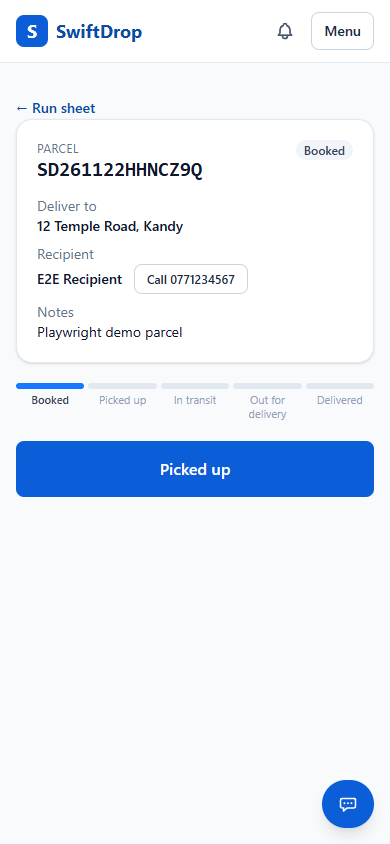 S SwiftDrop Menu
← Run sheet
PARCEL Booked
SD261122HHNCZ9Q
Deliver to
12 Temple Road, Kandy
Recipient
E2E Recipient Call 0771234567
Notes
Playwright demo parcel
Booked Picked up In transit Out for delivery Delivered
Picked up